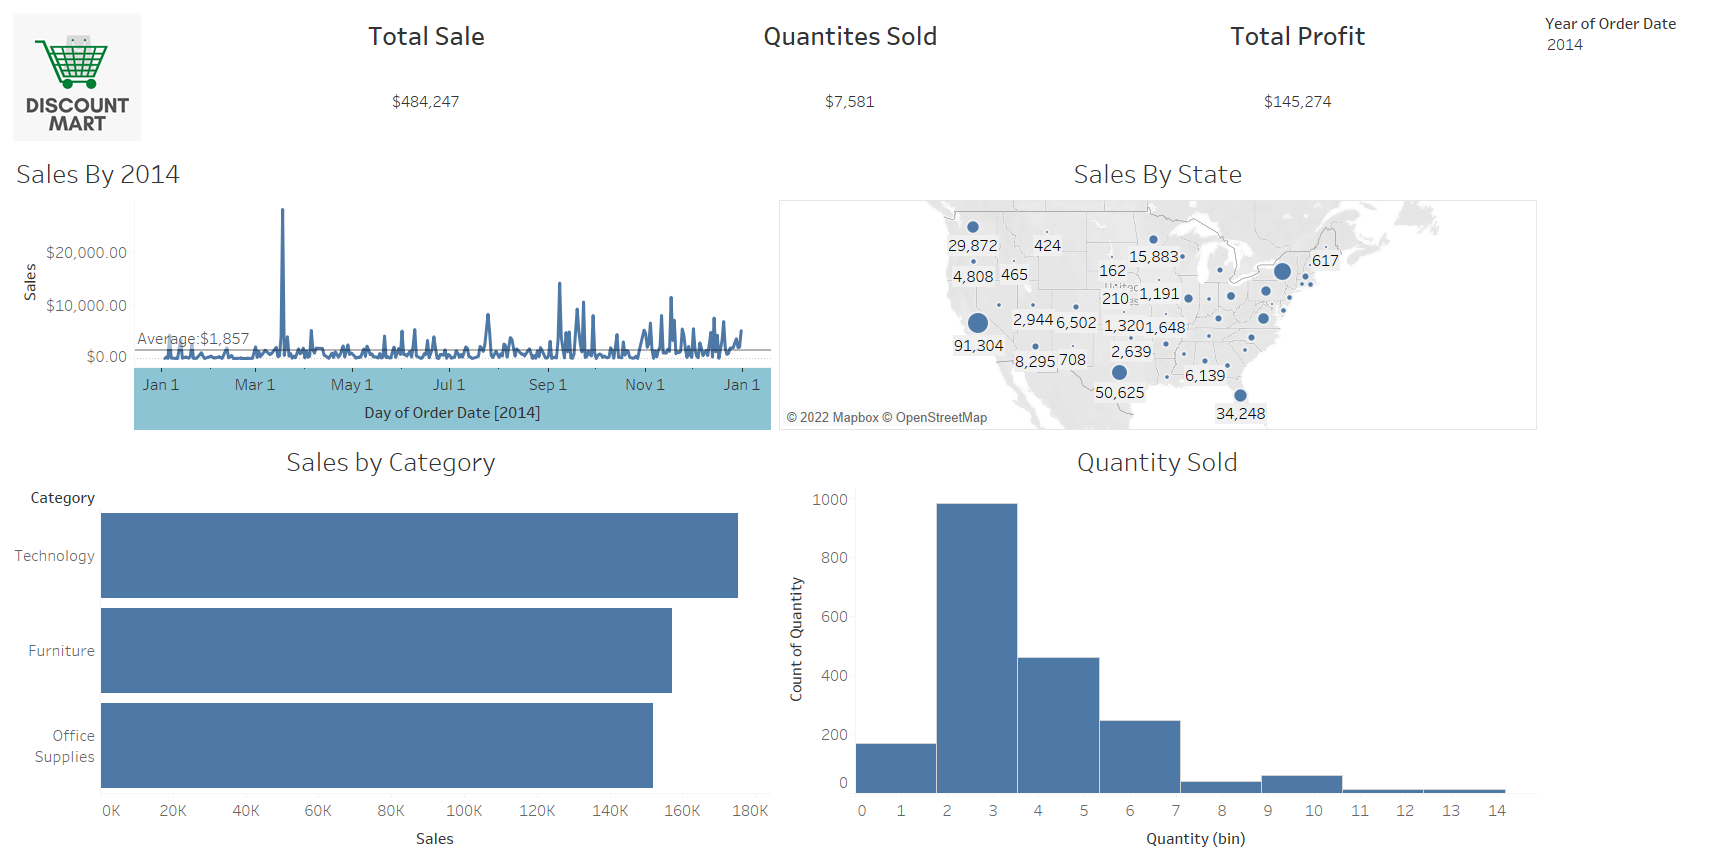 DISCOUNT
MART
Total Sale
Quantites Sold
Total Profit
Year of Order Date
2014
$484,247
$7,581
$145,274
Sales By 2014
Sales
$20,000.00
$10,000.00
$0.00
Average:$1,857
Jan 1 Mar 1 May 1 Jul 1 Sep 1 Nov 1 Jan 1
Day of Order Date [2014]
Sales By State
29,872
424
15,883
617
4,808
465
162
210
1,191
2,944
6,502
1,320
1,648
91,304
8,295
708
2,639
50,625
6,139
34,248
© 2022 Mapbox © OpenStreetMap
Sales by Category
Category
Technology
Furniture
Office
Supplies
0K 20K 40K 60K 80K 100K 120K 140K 160K 180K
Sales
Quantity Sold
Count of Quantity
1000
800
600
400
200
0
0 1 2 3 4 5 6 7 8 9 10 11 12 13 14
Quantity (bin)